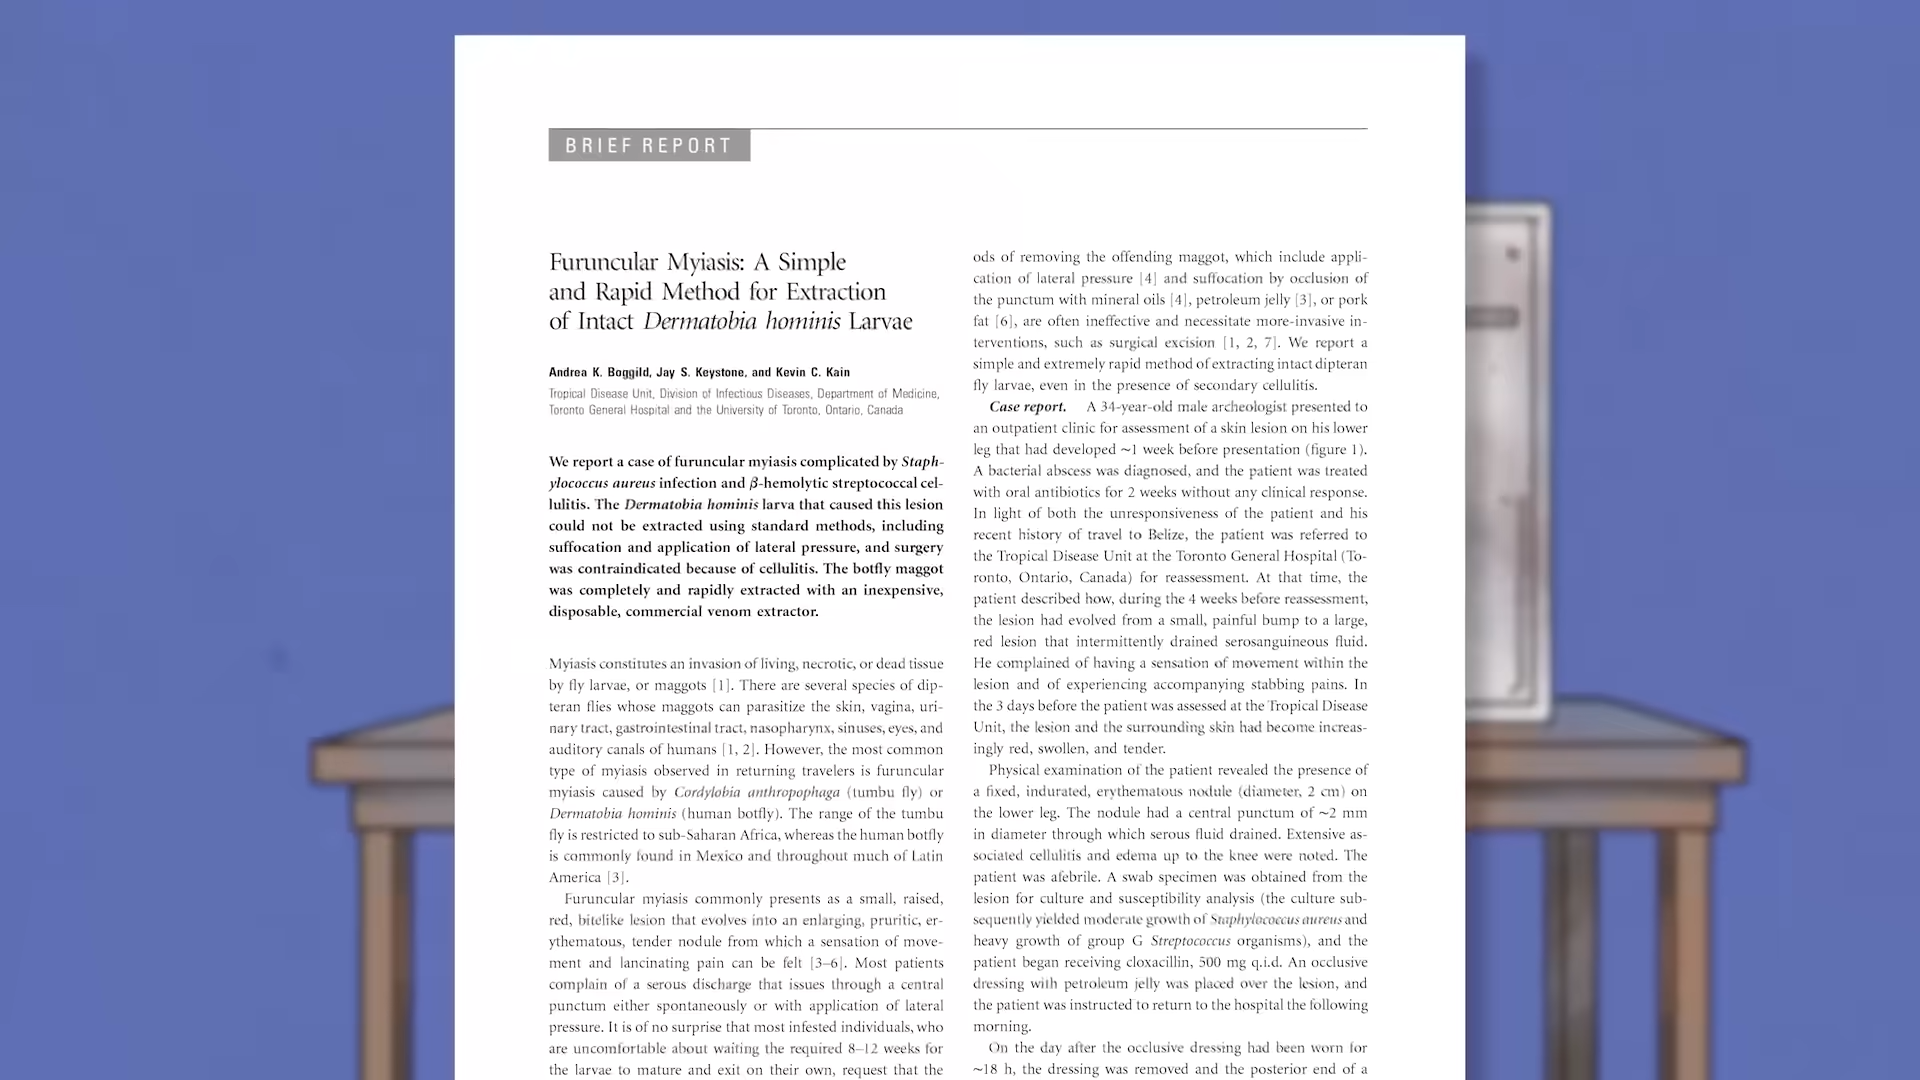 BRIEF REPORT
Furuncular Myiasis: A Simple
and Rapid Method for Extraction
of Intact Dermatobia hominis Larvae
Andrea K. Boggild, Jay S. Keystone, and Kevin C. Kain
Tropical Disease Unit, Division of Infectious Diseases, Department of Medicine,
Toronto General Hospital and the University of Toronto, Ontario, Canada
We report a case of furuncular myiasis complicated by Staph-
ylococcus aureus infection and β-hemolytic streptococcal cel-
lulitis. The Dermatobia hominis larva that caused this lesion
could not be extracted using standard methods, including
suffocation and application of lateral pressure, and surgery
was contraindicated because of cellulitis. The botfly maggot
was completely and rapidly extracted with an inexpensive,
disposable, commercial venom extractor.
Myiasis constitutes an invasion of living, necrotic, or dead tissue
by fly larvae, or maggots [1]. There are several species of dip-
teran flies whose maggots can parasitize the skin, vagina, uri-
nary tract, gastrointestinal tract, nasopharynx, sinuses, eyes, and
auditory canals of humans [1, 2]. However, the most common
type of myiasis observed in returning travelers is furuncular
myiasis caused by Cordylobia anthropophaga (tumbu fly) or
Dermatobia hominis (human botfly). The range of the tumbu
fly is restricted to sub-Saharan Africa, whereas the human botfly
is commonly found in Mexico and throughout much of Latin
America [3].
Furuncular myiasis commonly presents as a small, raised,
red, bitelike lesion that evolves into an enlarging, pruritic, er-
ythematous, tender nodule from which a sensation of move-
ment and lancinating pain can be felt [3–6]. Most patients
complain of a serous discharge that issues through a central
punctum either spontaneously or with application of lateral
pressure. It is of no surprise that most infested individuals, who
are uncomfortable about waiting the required 8–12 weeks for
the larvae to mature and exit on their own, request that the
ods of removing the offending maggot, which include appli-
cation of lateral pressure [4] and suffocation by occlusion of
the punctum with mineral oils [4], petroleum jelly [3], or pork
fat [6], are often ineffective and necessitate more-invasive in-
terventions, such as surgical excision [1, 2, 7]. We report a
simple and extremely rapid method of extracting intact dipteran
fly larvae, even in the presence of secondary cellulitis.
Case report. A 34-year-old male archeologist presented to
an outpatient clinic for assessment of a skin lesion on his lower
leg that had developed ~1 week before presentation (figure 1).
A bacterial abscess was diagnosed, and the patient was treated
with oral antibiotics for 2 weeks without any clinical response.
In light of both the unresponsiveness of the patient and his
recent history of travel to Belize, the patient was referred to
the Tropical Disease Unit at the Toronto General Hospital (To-
ronto, Ontario, Canada) for reassessment. At that time, the
patient described how, during the 4 weeks before reassessment,
the lesion had evolved from a small, painful bump to a large,
red lesion that intermittently drained serosanguineous fluid.
He complained of having a sensation of movement within the
lesion and of experiencing accompanying stabbing pains. In
the 3 days before the patient was assessed at the Tropical Disease
Unit, the lesion and the surrounding skin had become increas-
ingly red, swollen, and tender.
Physical examination of the patient revealed the presence of
a fixed, indurated, erythematous nodule (diameter, 2 cm) on
the lower leg. The nodule had a central punctum of ~2 mm
in diameter through which serous fluid drained. Extensive as-
sociated cellulitis and edema up to the knee were noted. The
patient was afebrile. A swab specimen was obtained from the
lesion for culture and susceptibility analysis (the culture sub-
sequently yielded moderate growth of Staphylococcus aureus and
heavy growth of group G Streptococcus organisms), and the
patient began receiving cloxacillin, 500 mg q.i.d. An occlusive
dressing with petroleum jelly was placed over the lesion, and
the patient was instructed to return to the hospital the following
morning.
On the day after the occlusive dressing had been worn for
~18 h, the dressing was removed and the posterior end of a